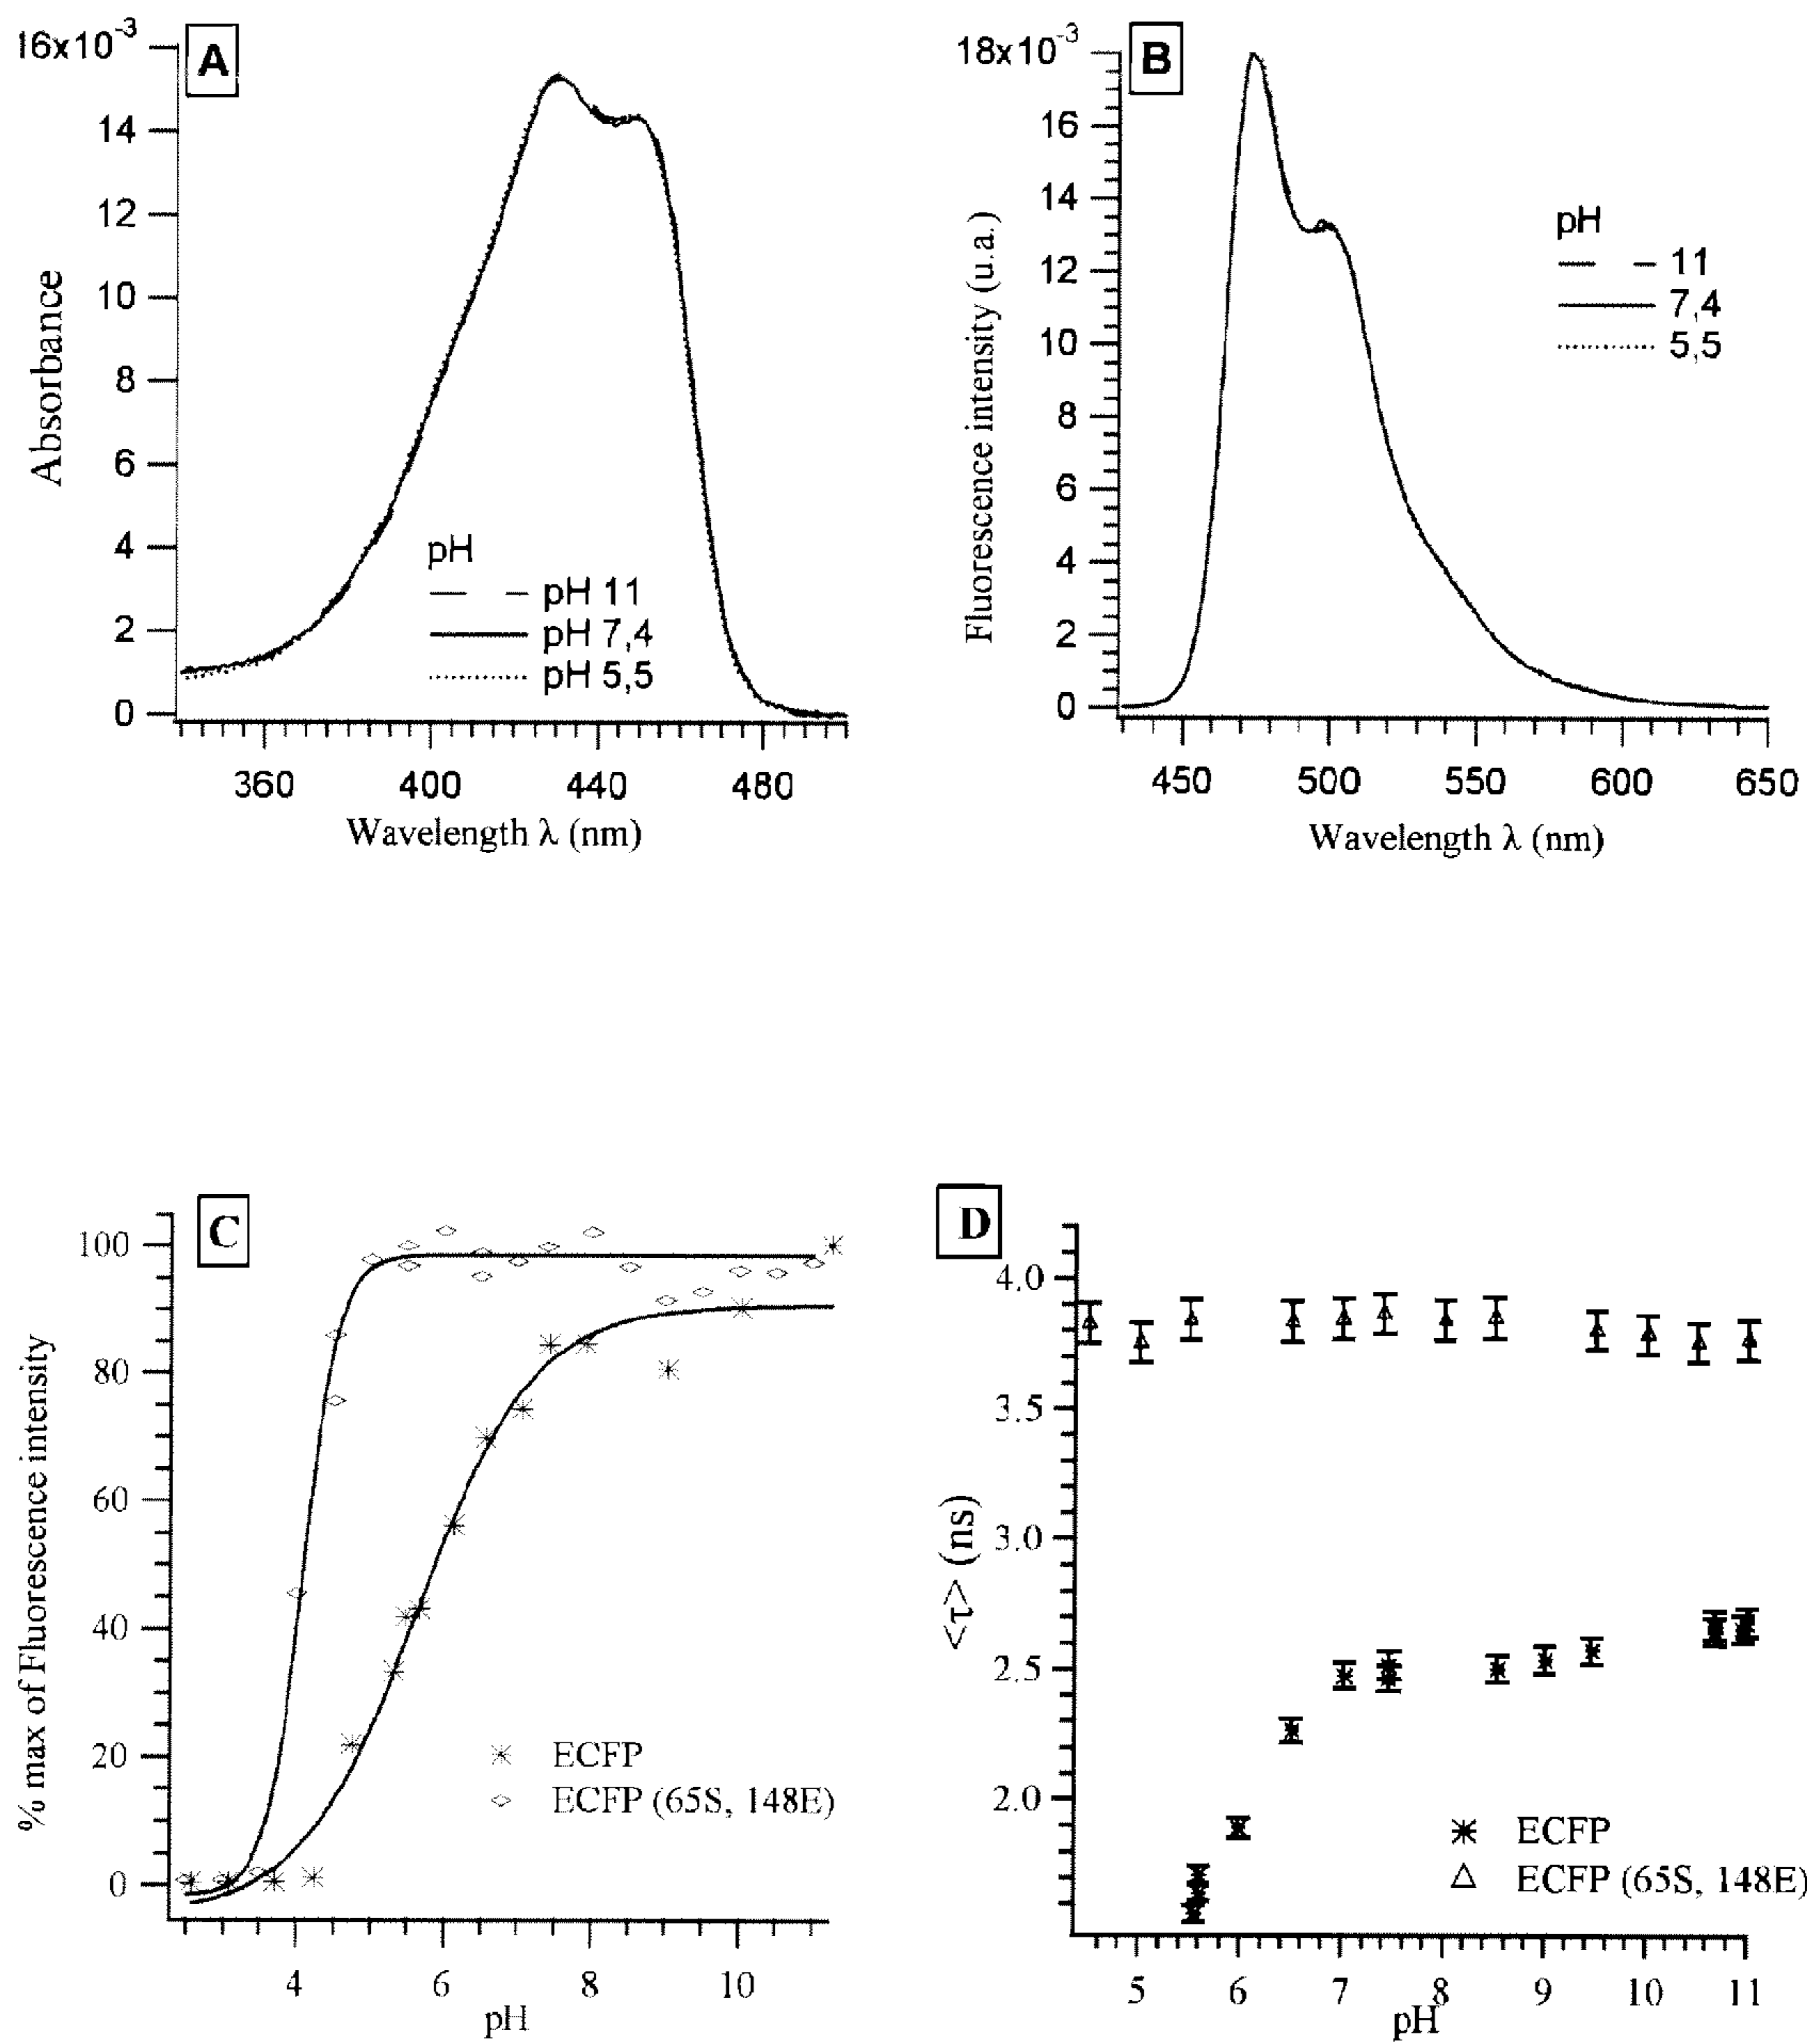 A
16x10⁻³
14
12
10
8
6
4
2
0
Absorbance
pH
pH 11
pH 7,4
pH 5,5
360 400 440 480
Wavelength λ (nm)
B
18x10⁻³
16
14
12
10
8
6
4
2
0
Fluorescence intensity (u.a.)
pH
11
7,4
5,5
450 500 550 600 650
Wavelength λ (nm)
C
100
80
60
40
20
0
% max of Fluorescence intensity
ECFP
ECFP (65S, 148E)
4 6 8 10
pH
D
4.0
3.5
3.0
2.5
2.0
<τ> (ns)
ECFP
ECFP (65S, 148E)
5 6 7 8 9 10 11
pH